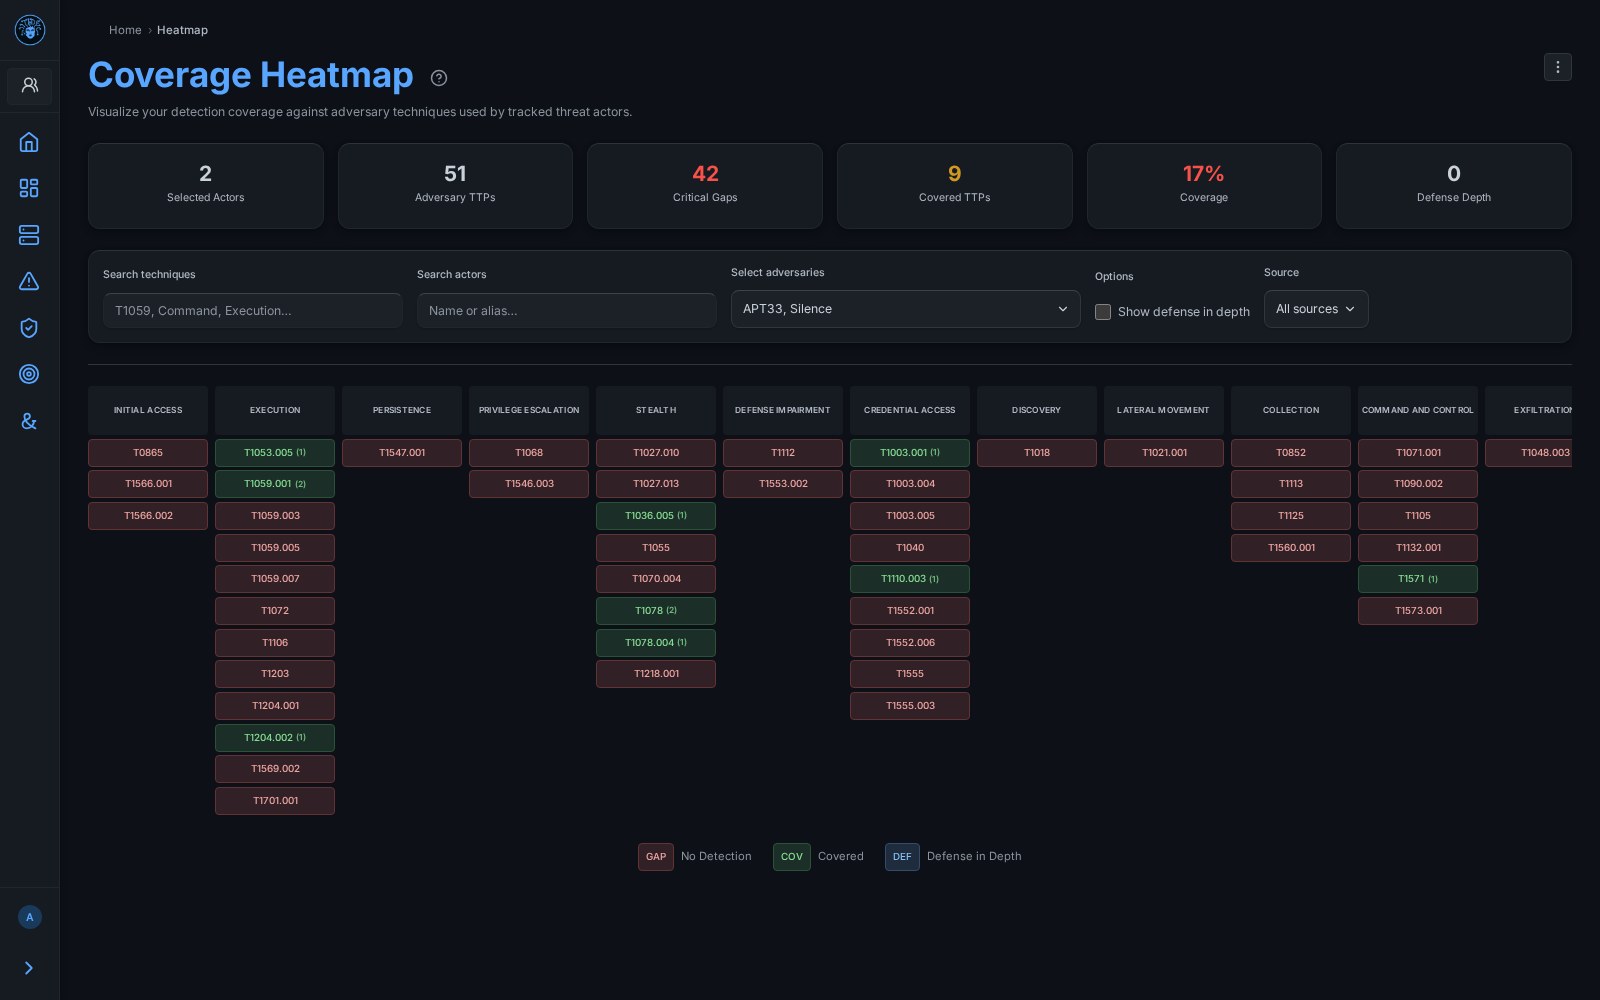 Home › Heatmap
Coverage Heatmap
Visualize your detection coverage against adversary techniques used by tracked threat actors.
2
Selected Actors
51
Adversary TTPs
42
Critical Gaps
9
Covered TTPs
17%
Coverage
0
Defense Depth
Search techniques
T1059, Command, Execution...
Search actors
Name or alias...
Select adversaries
APT33, Silence
Options
Show defense in depth
Source
All sources
INITIAL ACCESS
T0865
T1566.001
T1566.002
EXECUTION
T1053.005 (1)
T1059.001 (2)
T1059.003
T1059.005
T1059.007
T1072
T1106
T1203
T1204.001
T1204.002 (1)
T1569.002
T1701.001
PERSISTENCE
T1547.001
PRIVILEGE ESCALATION
T1068
T1546.003
STEALTH
T1027.010
T1027.013
T1036.005 (1)
T1055
T1070.004
T1078 (2)
T1078.004 (1)
T1218.001
DEFENSE IMPAIRMENT
T1112
T1553.002
CREDENTIAL ACCESS
T1003.001 (1)
T1003.004
T1003.005
T1040
T1110.003 (1)
T1552.001
T1552.006
T1555
T1555.003
DISCOVERY
T1018
LATERAL MOVEMENT
T1021.001
COLLECTION
T0852
T1113
T1125
T1560.001
COMMAND AND CONTROL
T1071.001
T1090.002
T1105
T1132.001
T1571 (1)
T1573.001
EXFILTRATION
T1048.003
GAP No Detection
COV Covered
DEF Defense in Depth
A